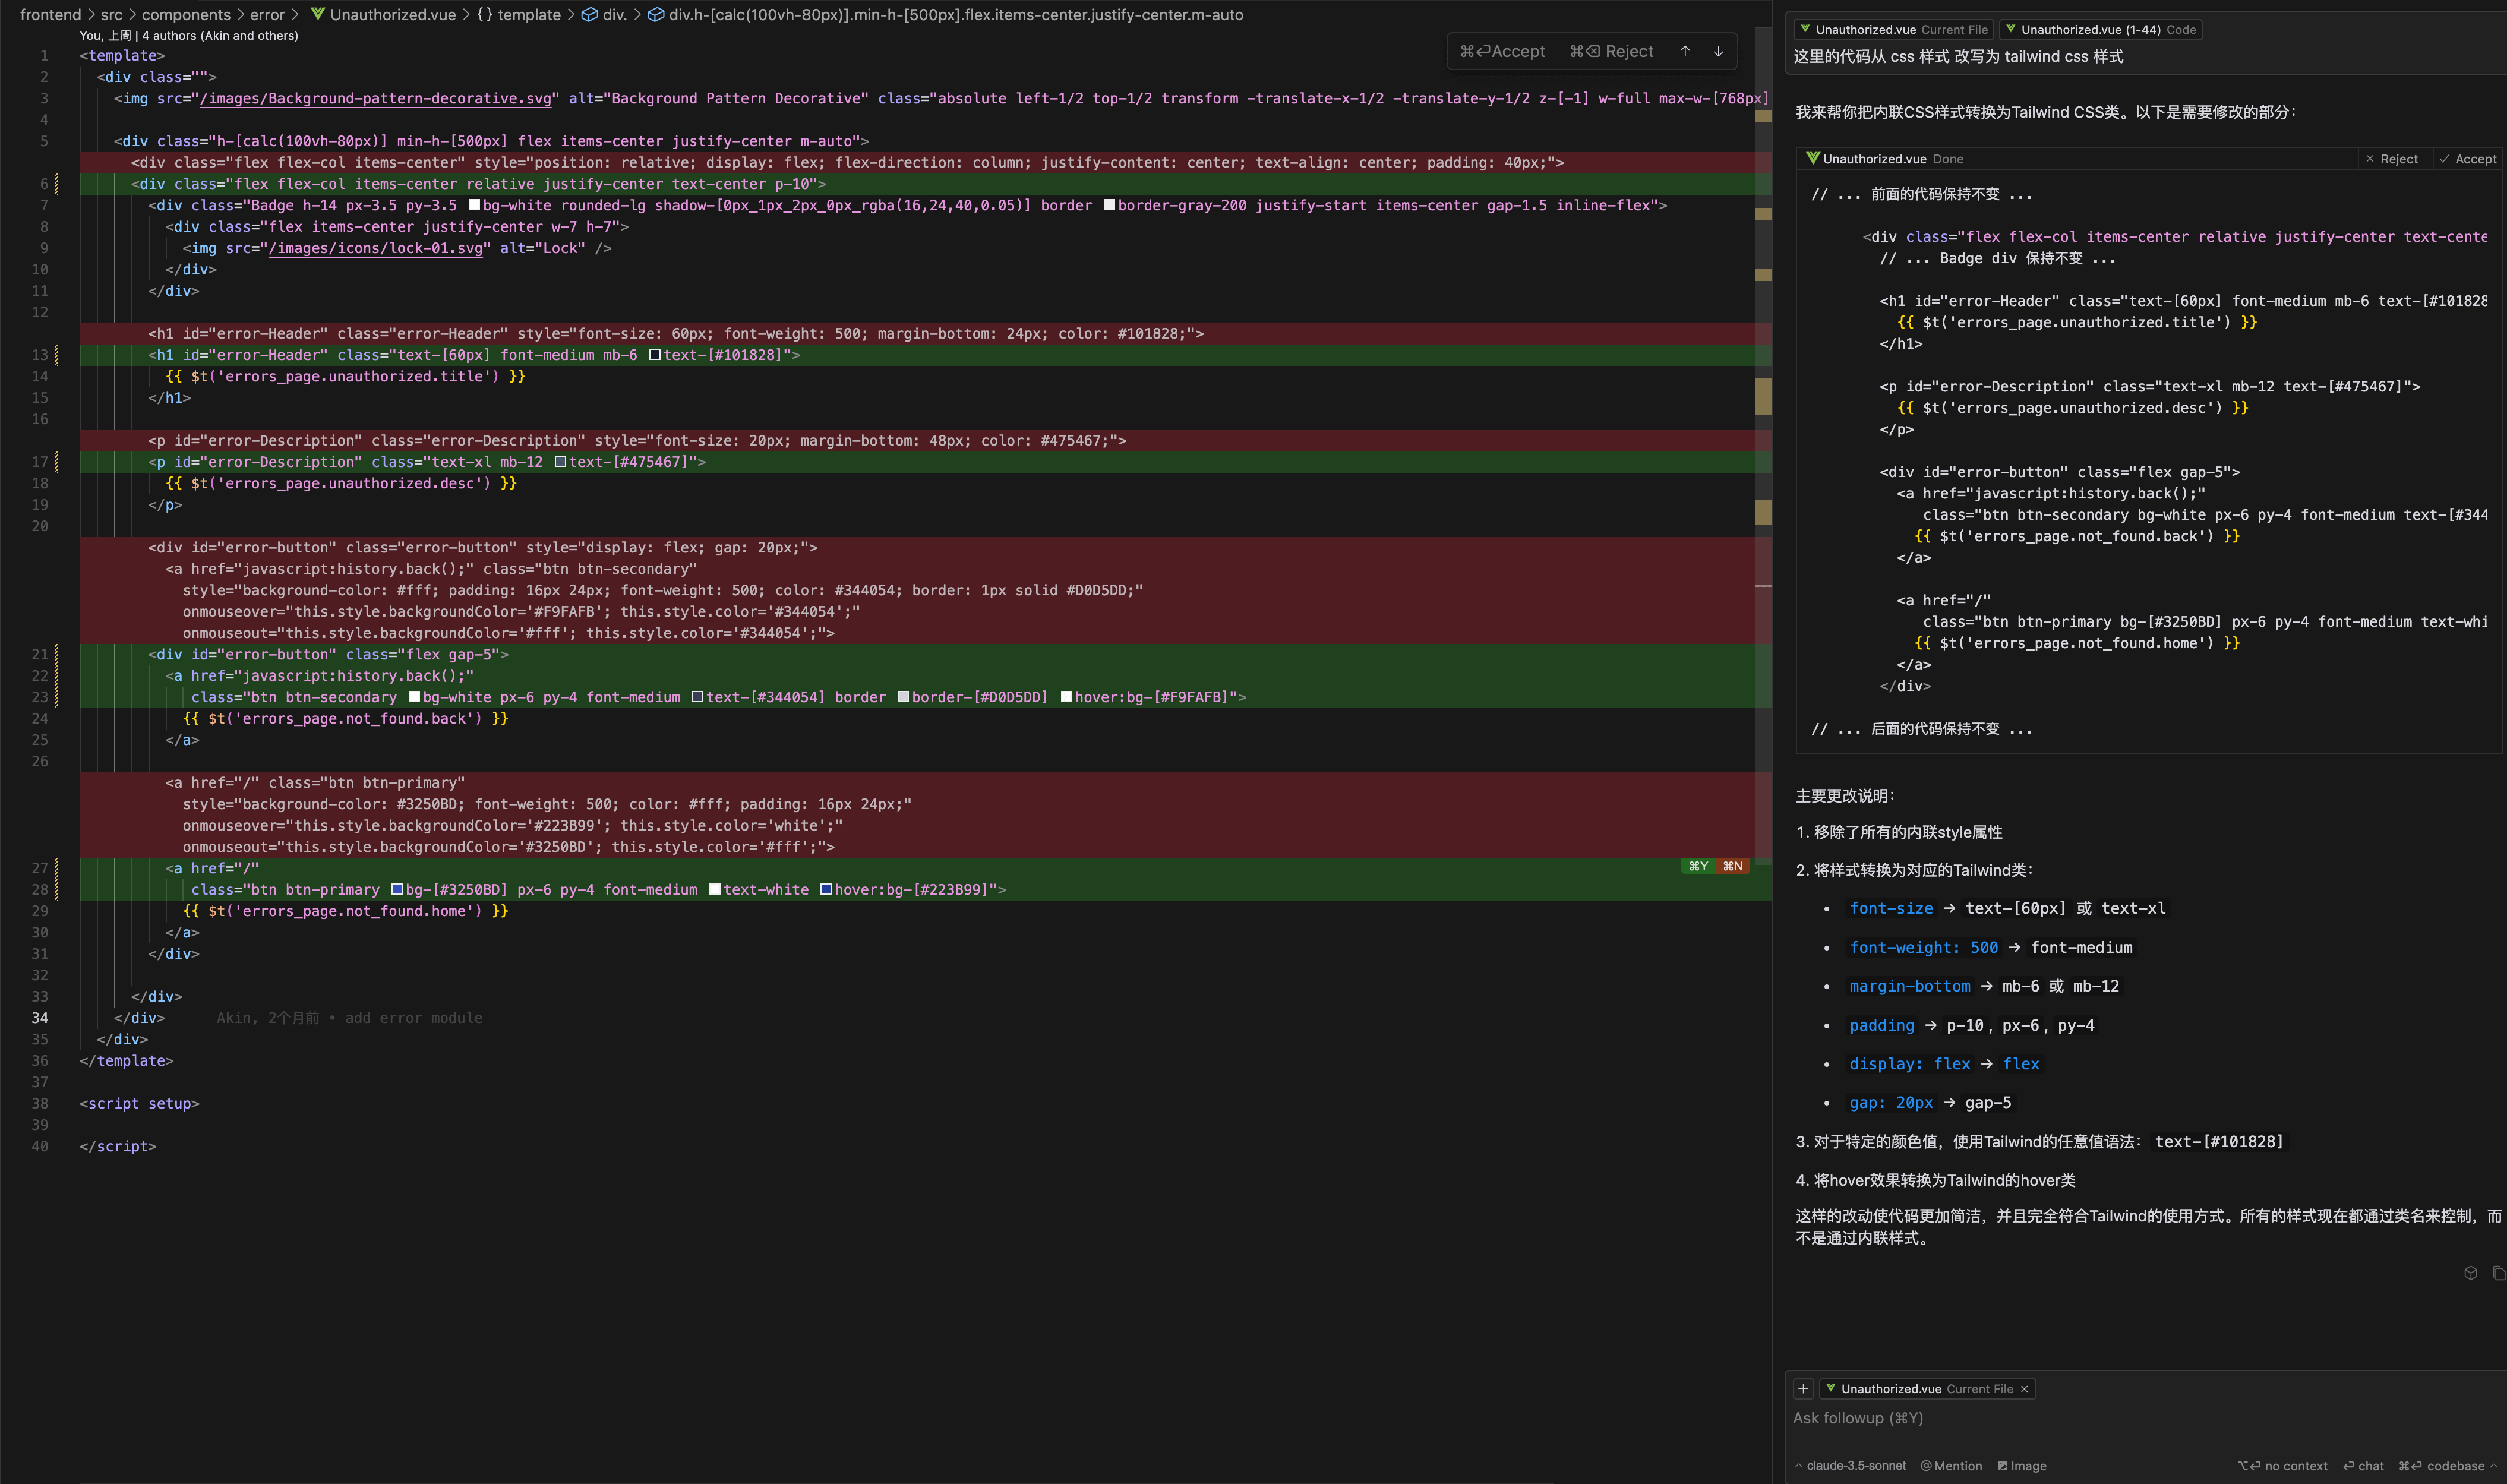 frontend > src > components > error > Unauthorized.vue > {} template > div. > div.h-[calc(100vh-80px)].min-h-[500px].flex.items-center.justify-center.m-auto
You, 上周 | 4 authors (Akin and others)
⌘⏎Accept ⌘⌫ Reject ↑ ↓
1 <template>
2 <div class="">
3 <img src="/images/Background-pattern-decorative.svg" alt="Background Pattern Decorative" class="absolute left-1/2 top-1/2 transform -translate-x-1/2 -translate-y-1/2 z-[-1] w-full max-w-[768px]
4
5 <div class="h-[calc(100vh-80px)] min-h-[500px] flex items-center justify-center m-auto">
<div class="flex flex-col items-center" style="position: relative; display: flex; flex-direction: column; justify-content: center; text-align: center; padding: 40px;">
6 <div class="flex flex-col items-center relative justify-center text-center p-10">
7 <div class="Badge h-14 px-3.5 py-3.5 bg-white rounded-lg shadow-[0px_1px_2px_0px_rgba(16,24,40,0.05)] border border-gray-200 justify-start items-center gap-1.5 inline-flex">
8 <div class="flex items-center justify-center w-7 h-7">
9 <img src="/images/icons/lock-01.svg" alt="Lock" />
10 </div>
11 </div>
12
<h1 id="error-Header" class="error-Header" style="font-size: 60px; font-weight: 500; margin-bottom: 24px; color: #101828;">
13 <h1 id="error-Header" class="text-[60px] font-medium mb-6 text-[#101828]">
14 {{ $t('errors_page.unauthorized.title') }}
15 </h1>
16
<p id="error-Description" class="error-Description" style="font-size: 20px; margin-bottom: 48px; color: #475467;">
17 <p id="error-Description" class="text-xl mb-12 text-[#475467]">
18 {{ $t('errors_page.unauthorized.desc') }}
19 </p>
20
<div id="error-button" class="error-button" style="display: flex; gap: 20px;">
<a href="javascript:history.back();" class="btn btn-secondary"
style="background-color: #fff; padding: 16px 24px; font-weight: 500; color: #344054; border: 1px solid #D0D5DD;"
onmouseover="this.style.backgroundColor='#F9FAFB'; this.style.color='#344054';"
onmouseout="this.style.backgroundColor='#fff'; this.style.color='#344054';">
21 <div id="error-button" class="flex gap-5">
22 <a href="javascript:history.back();"
23 class="btn btn-secondary bg-white px-6 py-4 font-medium text-[#344054] border border-[#D0D5DD] hover:bg-[#F9FAFB]">
24 {{ $t('errors_page.not_found.back') }}
25 </a>
26
<a href="/" class="btn btn-primary"
style="background-color: #3250BD; font-weight: 500; color: #fff; padding: 16px 24px;"
onmouseover="this.style.backgroundColor='#223B99'; this.style.color='white';"
onmouseout="this.style.backgroundColor='#3250BD'; this.style.color='#fff';">
27 <a href="/"
⌘Y ⌘N
28 class="btn btn-primary bg-[#3250BD] px-6 py-4 font-medium text-white hover:bg-[#223B99]">
29 {{ $t('errors_page.not_found.home') }}
30 </a>
31 </div>
32
33 </div>
34 </div> Akin, 2个月前 • add error module
35 </div>
36 </template>
37
38 <script setup>
39
40 </script>
Unauthorized.vue Current File Unauthorized.vue (1-44) Code
这里的代码从 css 样式 改写为 tailwind css 样式
我来帮你把内联CSS样式转换为Tailwind CSS类。以下是需要修改的部分：
Unauthorized.vue Done × Reject ✓ Accept
// ... 前面的代码保持不变 ...
<div class="flex flex-col items-center relative justify-center text-cente
// ... Badge div 保持不变 ...
<h1 id="error-Header" class="text-[60px] font-medium mb-6 text-[#101828
{{ $t('errors_page.unauthorized.title') }}
</h1>
<p id="error-Description" class="text-xl mb-12 text-[#475467]">
{{ $t('errors_page.unauthorized.desc') }}
</p>
<div id="error-button" class="flex gap-5">
<a href="javascript:history.back();"
class="btn btn-secondary bg-white px-6 py-4 font-medium text-[#344
{{ $t('errors_page.not_found.back') }}
</a>
<a href="/"
class="btn btn-primary bg-[#3250BD] px-6 py-4 font-medium text-whi
{{ $t('errors_page.not_found.home') }}
</a>
</div>
// ... 后面的代码保持不变 ...
主要更改说明：
1. 移除了所有的内联style属性
2. 将样式转换为对应的Tailwind类：
• font-size → text-[60px] 或 text-xl
• font-weight: 500 → font-medium
• margin-bottom → mb-6 或 mb-12
• padding → p-10 , px-6 , py-4
• display: flex → flex
• gap: 20px → gap-5
3. 对于特定的颜色值，使用Tailwind的任意值语法： text-[#101828]
4. 将hover效果转换为Tailwind的hover类
这样的改动使代码更加简洁，并且完全符合Tailwind的使用方式。所有的样式现在都通过类名来控制，而
不是通过内联样式。
+ Unauthorized.vue Current File ×
Ask followup (⌘Y)
^ claude-3.5-sonnet @ Mention Image ⌥⏎ no context ⏎ chat ⌘⏎ codebase ^